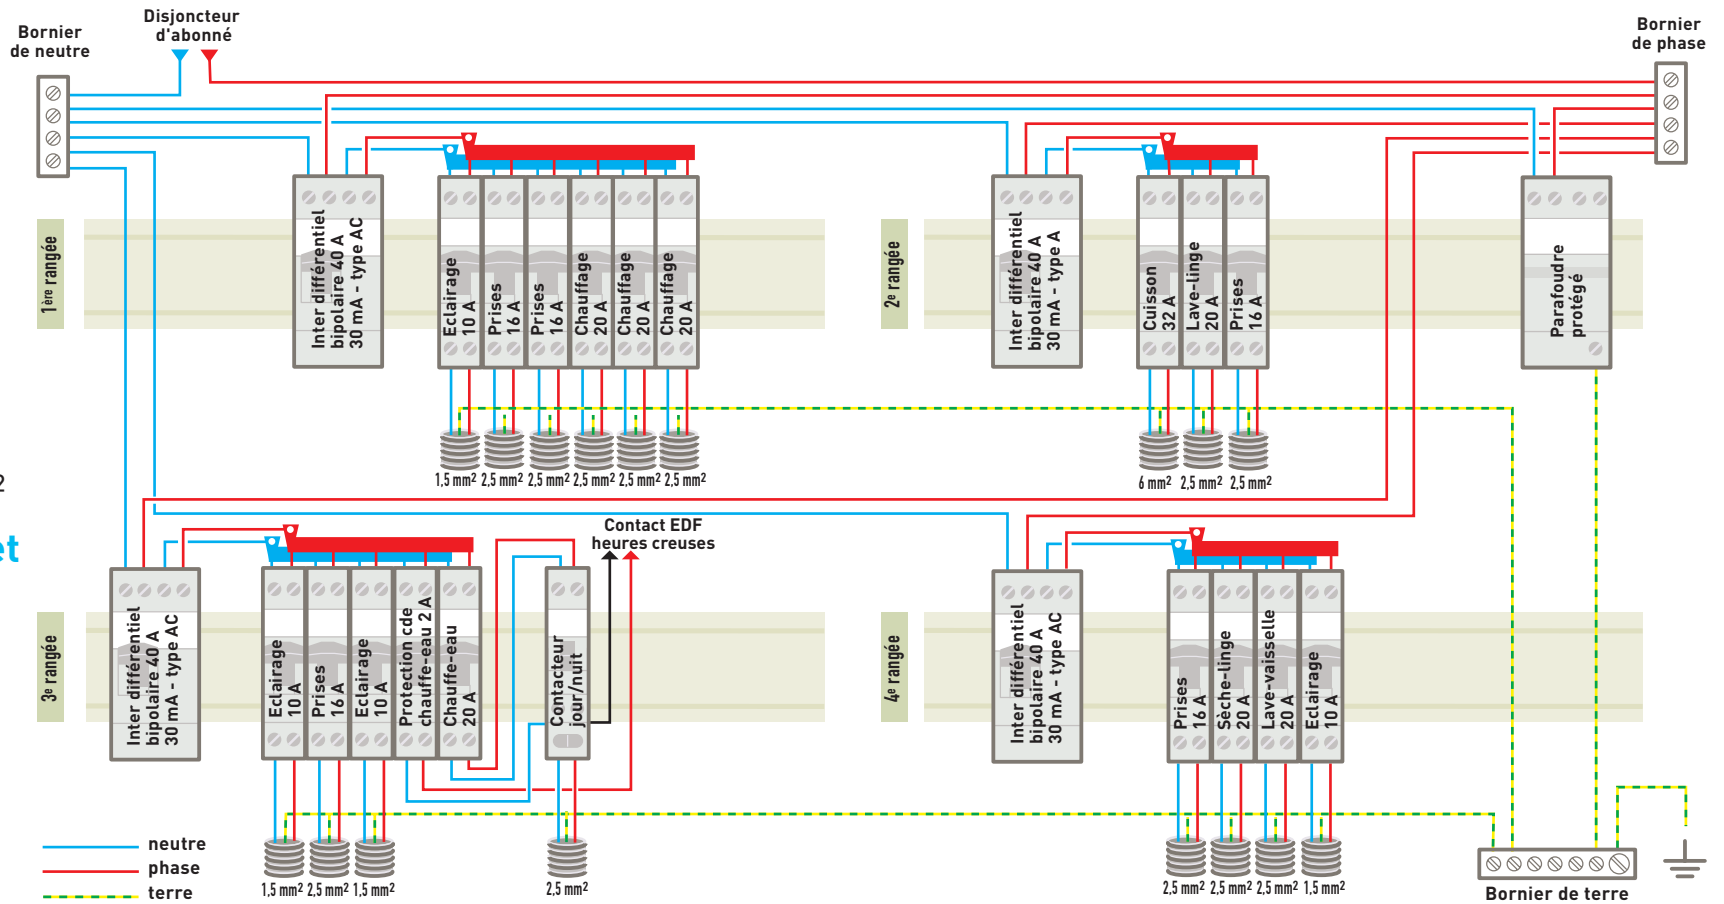 Disjoncteur
d'abonné
Bornier
de neutre
Bornier
de phase
1ère rangée
Inter différentiel
bipolaire 40 A
30 mA - type AC
Eclairage
10 A
Prises
16 A
Prises
16 A
Chauffage
20 A
Chauffage
20 A
Chauffage
20 A
2e rangée
Inter différentiel
bipolaire 40 A
30 mA - type A
Cuisson
32 A
Lave-linge
20 A
Prises
16 A
Parafoudre
protégé
1,5 mm² 2,5 mm² 2,5 mm² 2,5 mm² 2,5 mm² 2,5 mm²
6 mm² 2,5 mm² 2,5 mm²
2
et
Contact EDF
heures creuses
3e rangée
Inter différentiel
bipolaire 40 A
30 mA - type AC
Eclairage
10 A
Prises
16 A
Eclairage
10 A
Protection cde
chauffe-eau 2 A
Chauffe-eau
20 A
Contacteur
jour/nuit
4e rangée
Inter différentiel
bipolaire 40 A
30 mA - type AC
Prises
16 A
Sèche-linge
20 A
Lave-vaisselle
20 A
Eclairage
10 A
1,5 mm² 2,5 mm² 1,5 mm²
2,5 mm²
2,5 mm² 2,5 mm² 2,5 mm² 1,5 mm²
neutre
phase
terre
Bornier de terre